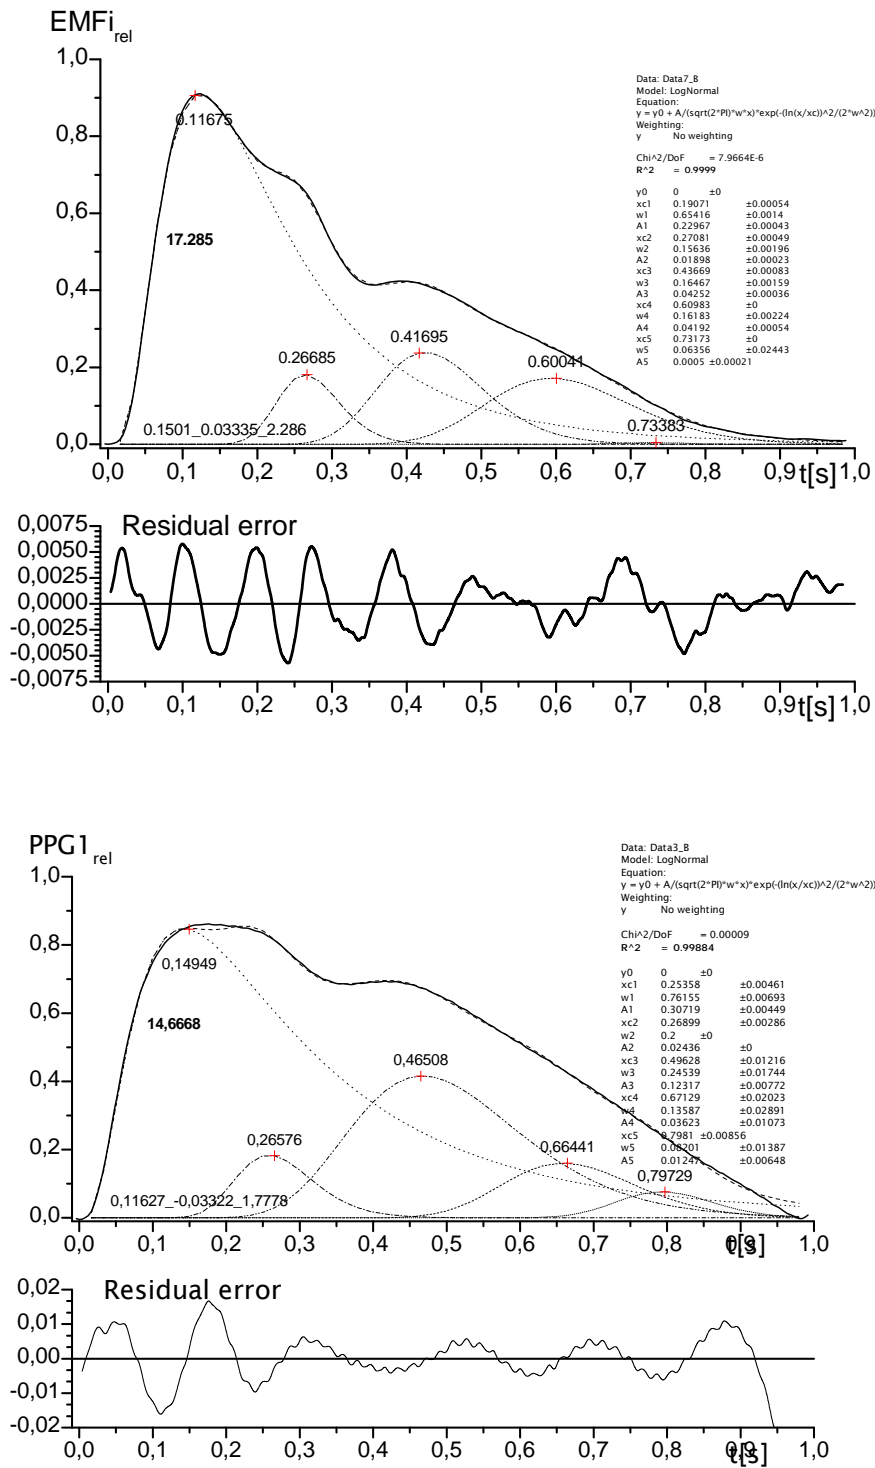 EMFi rel
1,0
Data: Data7_B
Model: LogNormal
Equation:
y = y0 + A/(sqrt(2*PI)*w*x)*exp(-(ln(x/xc))^2/(2*w^2))
Weighting:
y No weighting
Chi^2/DoF = 7.9664E-6
R^2 = 0.9999
y0 0 ±0
xc1 0.19071 ±0.00054
w1 0.65416 ±0.0014
A1 0.22967 ±0.00043
xc2 0.27081 ±0.00049
w2 0.15636 ±0.00196
A2 0.01898 ±0.00023
xc3 0.43669 ±0.00083
w3 0.16467 ±0.00159
A3 0.04252 ±0.00036
xc4 0.60983 ±0
w4 0.16183 ±0.00224
A4 0.04192 ±0.00054
xc5 0.73173 ±0
w5 0.06356 ±0.02443
A5 0.0005 ±0.00021
0.11675
0,8
0,6
17.285
0,4
0.41695
0.26685
0.60041
0,2
0.73383
0.1501_0.03335_2.286
0,0
0,0 0,1 0,2 0,3 0,4 0,5 0,6 0,7 0,8 0,9 t[s] 1,0
Residual error
0,0075
0,0050
0,0025
0,0000
-0,0025
-0,0050
-0,0075
0,0 0,1 0,2 0,3 0,4 0,5 0,6 0,7 0,8 0,9 t[s] 1,0
PPG1 rel
1,0
Data: Data3_B
Model: LogNormal
Equation:
y = y0 + A/(sqrt(2*PI)*w*x)*exp(-(ln(x/xc))^2/(2*w^2))
Weighting:
y No weighting
Chi^2/DoF = 0.00009
R^2 = 0.99884
y0 0 ±0
xc1 0.25358 ±0.00461
w1 0.76155 ±0.00693
A1 0.30719 ±0.00449
xc2 0.26899 ±0.00286
w2 0.2 ±0
A2 0.02436 ±0
xc3 0.49628 ±0.01216
w3 0.24539 ±0.01744
A3 0.12317 ±0.00772
xc4 0.67129 ±0.02023
w4 0.13587 ±0.02891
A4 0.03623 ±0.01073
xc5 0.7981 ±0.00856
w5 0.08201 ±0.01387
A5 0.01247 ±0.00648
0,8
0,14949
0,6
14,6668
0,4
0,46508
0,26576
0,66441
0,2
0,79729
0,11627_-0,03322_1,7778
0,0
0,0 0,1 0,2 0,3 0,4 0,5 0,6 0,7 0,8 0,9 1,0
t[s]
Residual error
0,02
0,01
0,00
-0,01
-0,02
0,0 0,1 0,2 0,3 0,4 0,5 0,6 0,7 0,8 0,9 1,0
t[s]